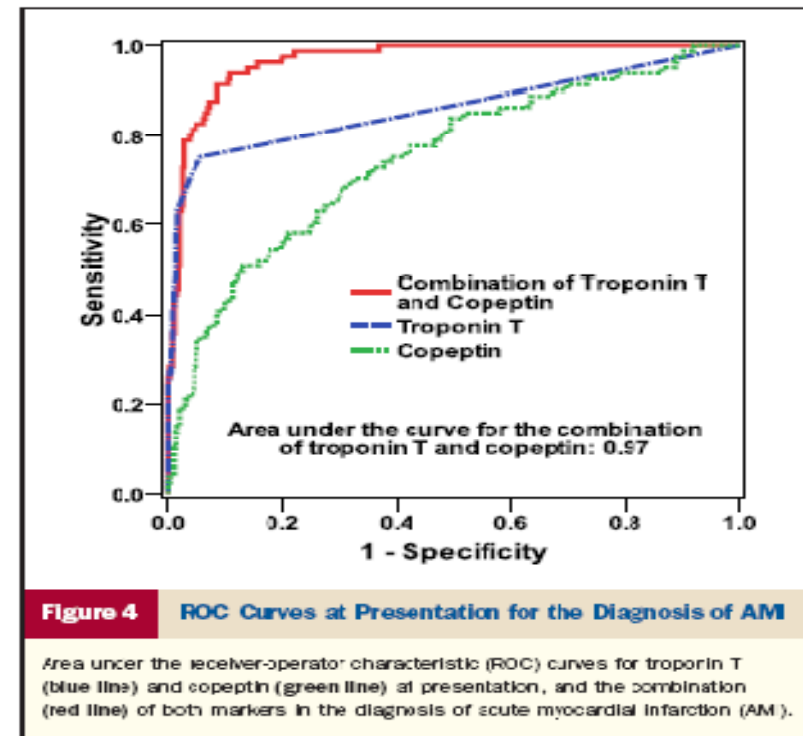 1.0
0.8
0.6
0.4
0.2
0.0
Sensitivity
Combination of Troponin T
and Copeptin
Troponin T
Copeptin
Area under the curve for the combination
of troponin T and copeptin: 0.97
0.0 0.2 0.4 0.6 0.8 1.0
1 - Specificity
Figure 4 ROC Curves at Presentation for the Diagnosis of AMI
Area under the receiver-operator characteristic (ROC) curves for troponin T
(blue line) and copeptin (green line) at presentation, and the combination
(red line) of both markers in the diagnosis of acute myocardial infarction (AMI).